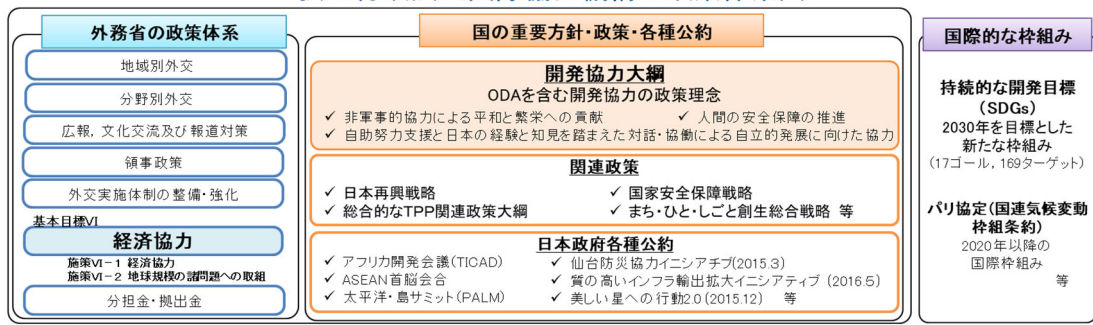 外務省の政策体系
地域別外交
分野別外交
広報，文化交流及び報道対策
領事政策
外交実施体制の整備・強化
基本目標Ⅵ
経済協力
施策Ⅵ－１ 経済協力
施策Ⅵ－２ 地球規模の諸問題への取組
分担金・拠出金
国の重要方針・政策・各種公約
開発協力大綱
ODAを含む開発協力の政策理念
✓ 非軍事的協力による平和と繁栄への貢献 ✓ 人間の安全保障の推進
✓ 自助努力支援と日本の経験と知見を踏まえた対話・協働による自立的発展に向けた協力
関連政策
✓ 日本再興戦略 ✓ 国家安全保障戦略
✓ 総合的なTPP関連政策大綱 ✓ まち・ひと・しごと創生総合戦略 等
日本政府各種公約
✓ アフリカ開発会議(TICAD) ✓ 仙台防災協力イニシアチブ(2015.3)
✓ ASEAN首脳会合 ✓ 質の高いインフラ輸出拡大イニシアティブ (2016.5)
✓ 太平洋・島サミット(PALM) ✓ 美しい星への行動2.0(2015.12) 等
国際的な枠組み
持続的な開発目標
（SDGs）
2030年を目標とした
新たな枠組み
(17ゴール，169ターゲット)
パリ協定(国連気候変動
枠組条約)
2020年以降の
国際枠組み
等